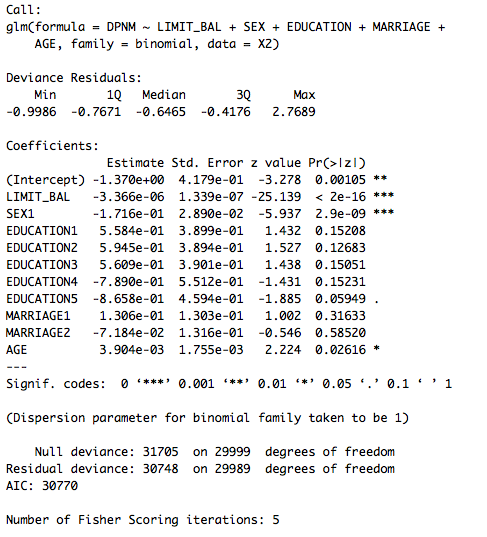 Call:
glm(formula = DPNM ~ LIMIT_BAL + SEX + EDUCATION + MARRIAGE +
    AGE, family = binomial, data = X2)

Deviance Residuals:
    Min       1Q   Median       3Q      Max
-0.9986  -0.7671  -0.6465  -0.4176   2.7689

Coefficients:
              Estimate Std. Error z value Pr(>|z|)
(Intercept) -1.370e+00  4.179e-01  -3.278  0.00105 **
LIMIT_BAL   -3.366e-06  1.339e-07 -25.139  < 2e-16 ***
SEX1        -1.716e-01  2.890e-02  -5.937  2.9e-09 ***
EDUCATION1   5.584e-01  3.899e-01   1.432  0.15208
EDUCATION2   5.945e-01  3.894e-01   1.527  0.12683
EDUCATION3   5.609e-01  3.901e-01   1.438  0.15051
EDUCATION4  -7.890e-01  5.512e-01  -1.431  0.15231
EDUCATION5  -8.658e-01  4.594e-01  -1.885  0.05949 .
MARRIAGE1    1.306e-01  1.303e-01   1.002  0.31633
MARRIAGE2   -7.184e-02  1.316e-01  -0.546  0.58520
AGE          3.904e-03  1.755e-03   2.224  0.02616 *
---
Signif. codes:  0 ‘***’ 0.001 ‘**’ 0.01 ‘*’ 0.05 ‘.’ 0.1 ‘ ’ 1

(Dispersion parameter for binomial family taken to be 1)

    Null deviance: 31705  on 29999  degrees of freedom
Residual deviance: 30748  on 29989  degrees of freedom
AIC: 30770

Number of Fisher Scoring iterations: 5